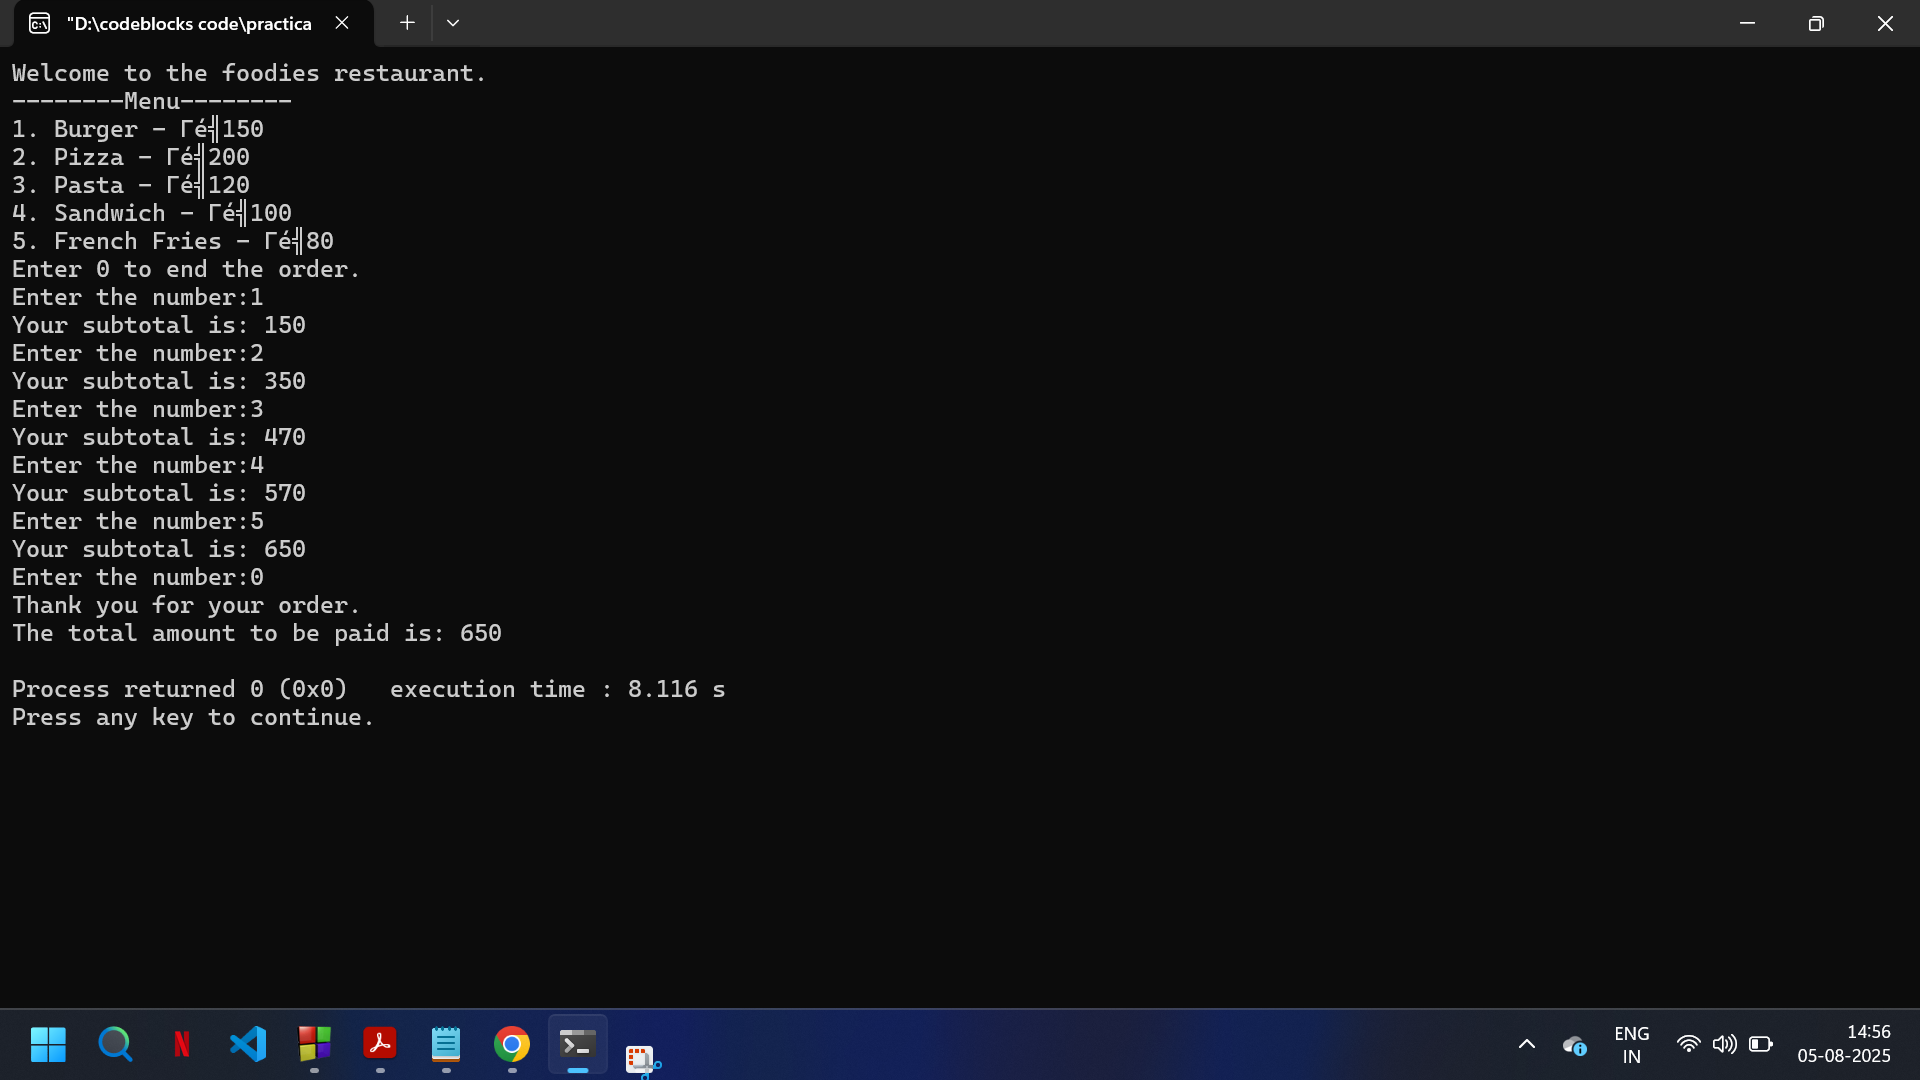 "D:\codeblocks code\practica
Welcome to the foodies restaurant.
--------Menu--------
1. Burger - Γé╣150
2. Pizza - Γé╣200
3. Pasta - Γé╣120
4. Sandwich - Γé╣100
5. French Fries - Γé╣80
Enter 0 to end the order.
Enter the number:1
Your subtotal is: 150
Enter the number:2
Your subtotal is: 350
Enter the number:3
Your subtotal is: 470
Enter the number:4
Your subtotal is: 570
Enter the number:5
Your subtotal is: 650
Enter the number:0
Thank you for your order.
The total amount to be paid is: 650
Process returned 0 (0x0)   execution time : 8.116 s
Press any key to continue.
ENG
IN
14:56
05-08-2025